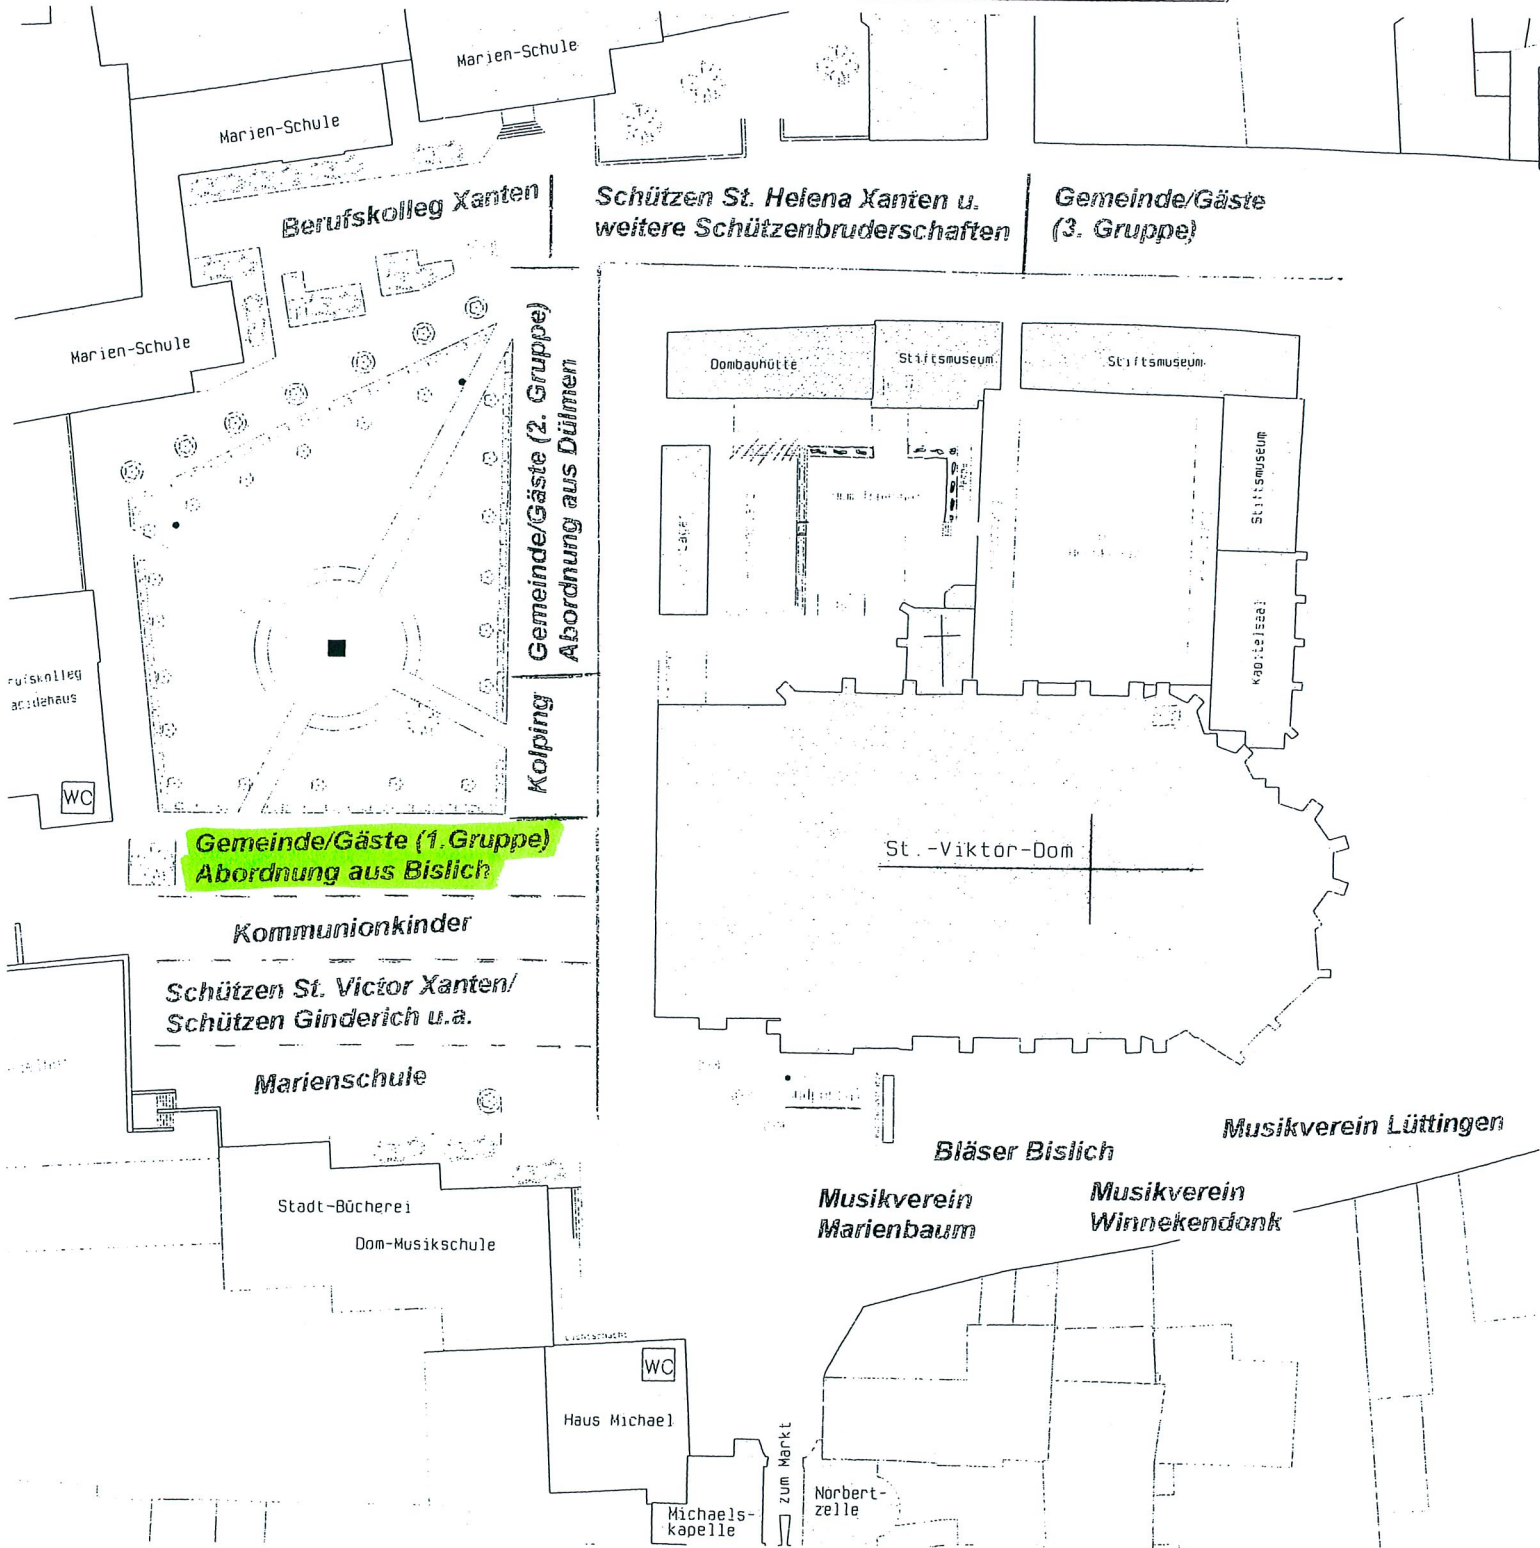 Marien-Schule
Marien-Schule
Berufskolleg Xanten
Schützen St. Helena Xanten u.
weitere Schützenbruderschaften
Gemeinde/Gäste
(3. Gruppe)
Marien-Schule
Gemeinde/Gäste (2. Gruppe)
Abordnung aus Dülmen
Dombauhütte
Stiftsmuseum
Stiftsmuseum
Stiftsmuseum
Lager
Kapitelsaal
Kolping
WC
St.-Viktor-Dom
Gemeinde/Gäste (1.Gruppe)
Abordnung aus Bislich
Kommunionkinder
Schützen St. Victor Xanten/
Schützen Ginderich u.a.
Marienschule
Musikverein Lüttingen
Bläser Bislich
Musikverein
Marienbaum
Musikverein
Winnekendonk
Stadt-Bücherei
Dom-Musikschule
WC
Haus Michael
zum Markt
Michaels-
kapelle
Norbert-
zelle